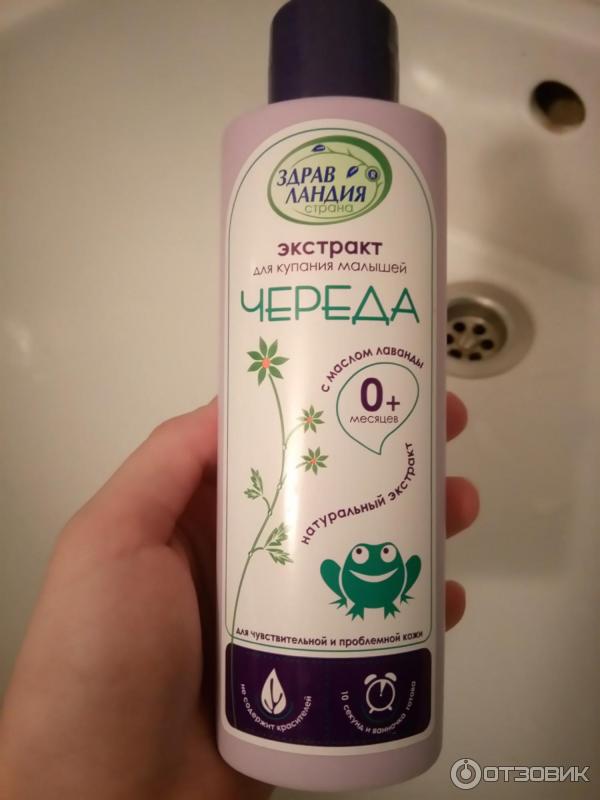 ЗДРАВ
ЛАНДИЯ
®
страна
экстракт
для купания малышей
ЧЕРЕДА
с маслом лаванды
0+
месяцев
натуральный экстракт
для чувствительной и проблемной кожи
не содержит красителей
10 секунд и ванночка готова
ОТЗОВИК